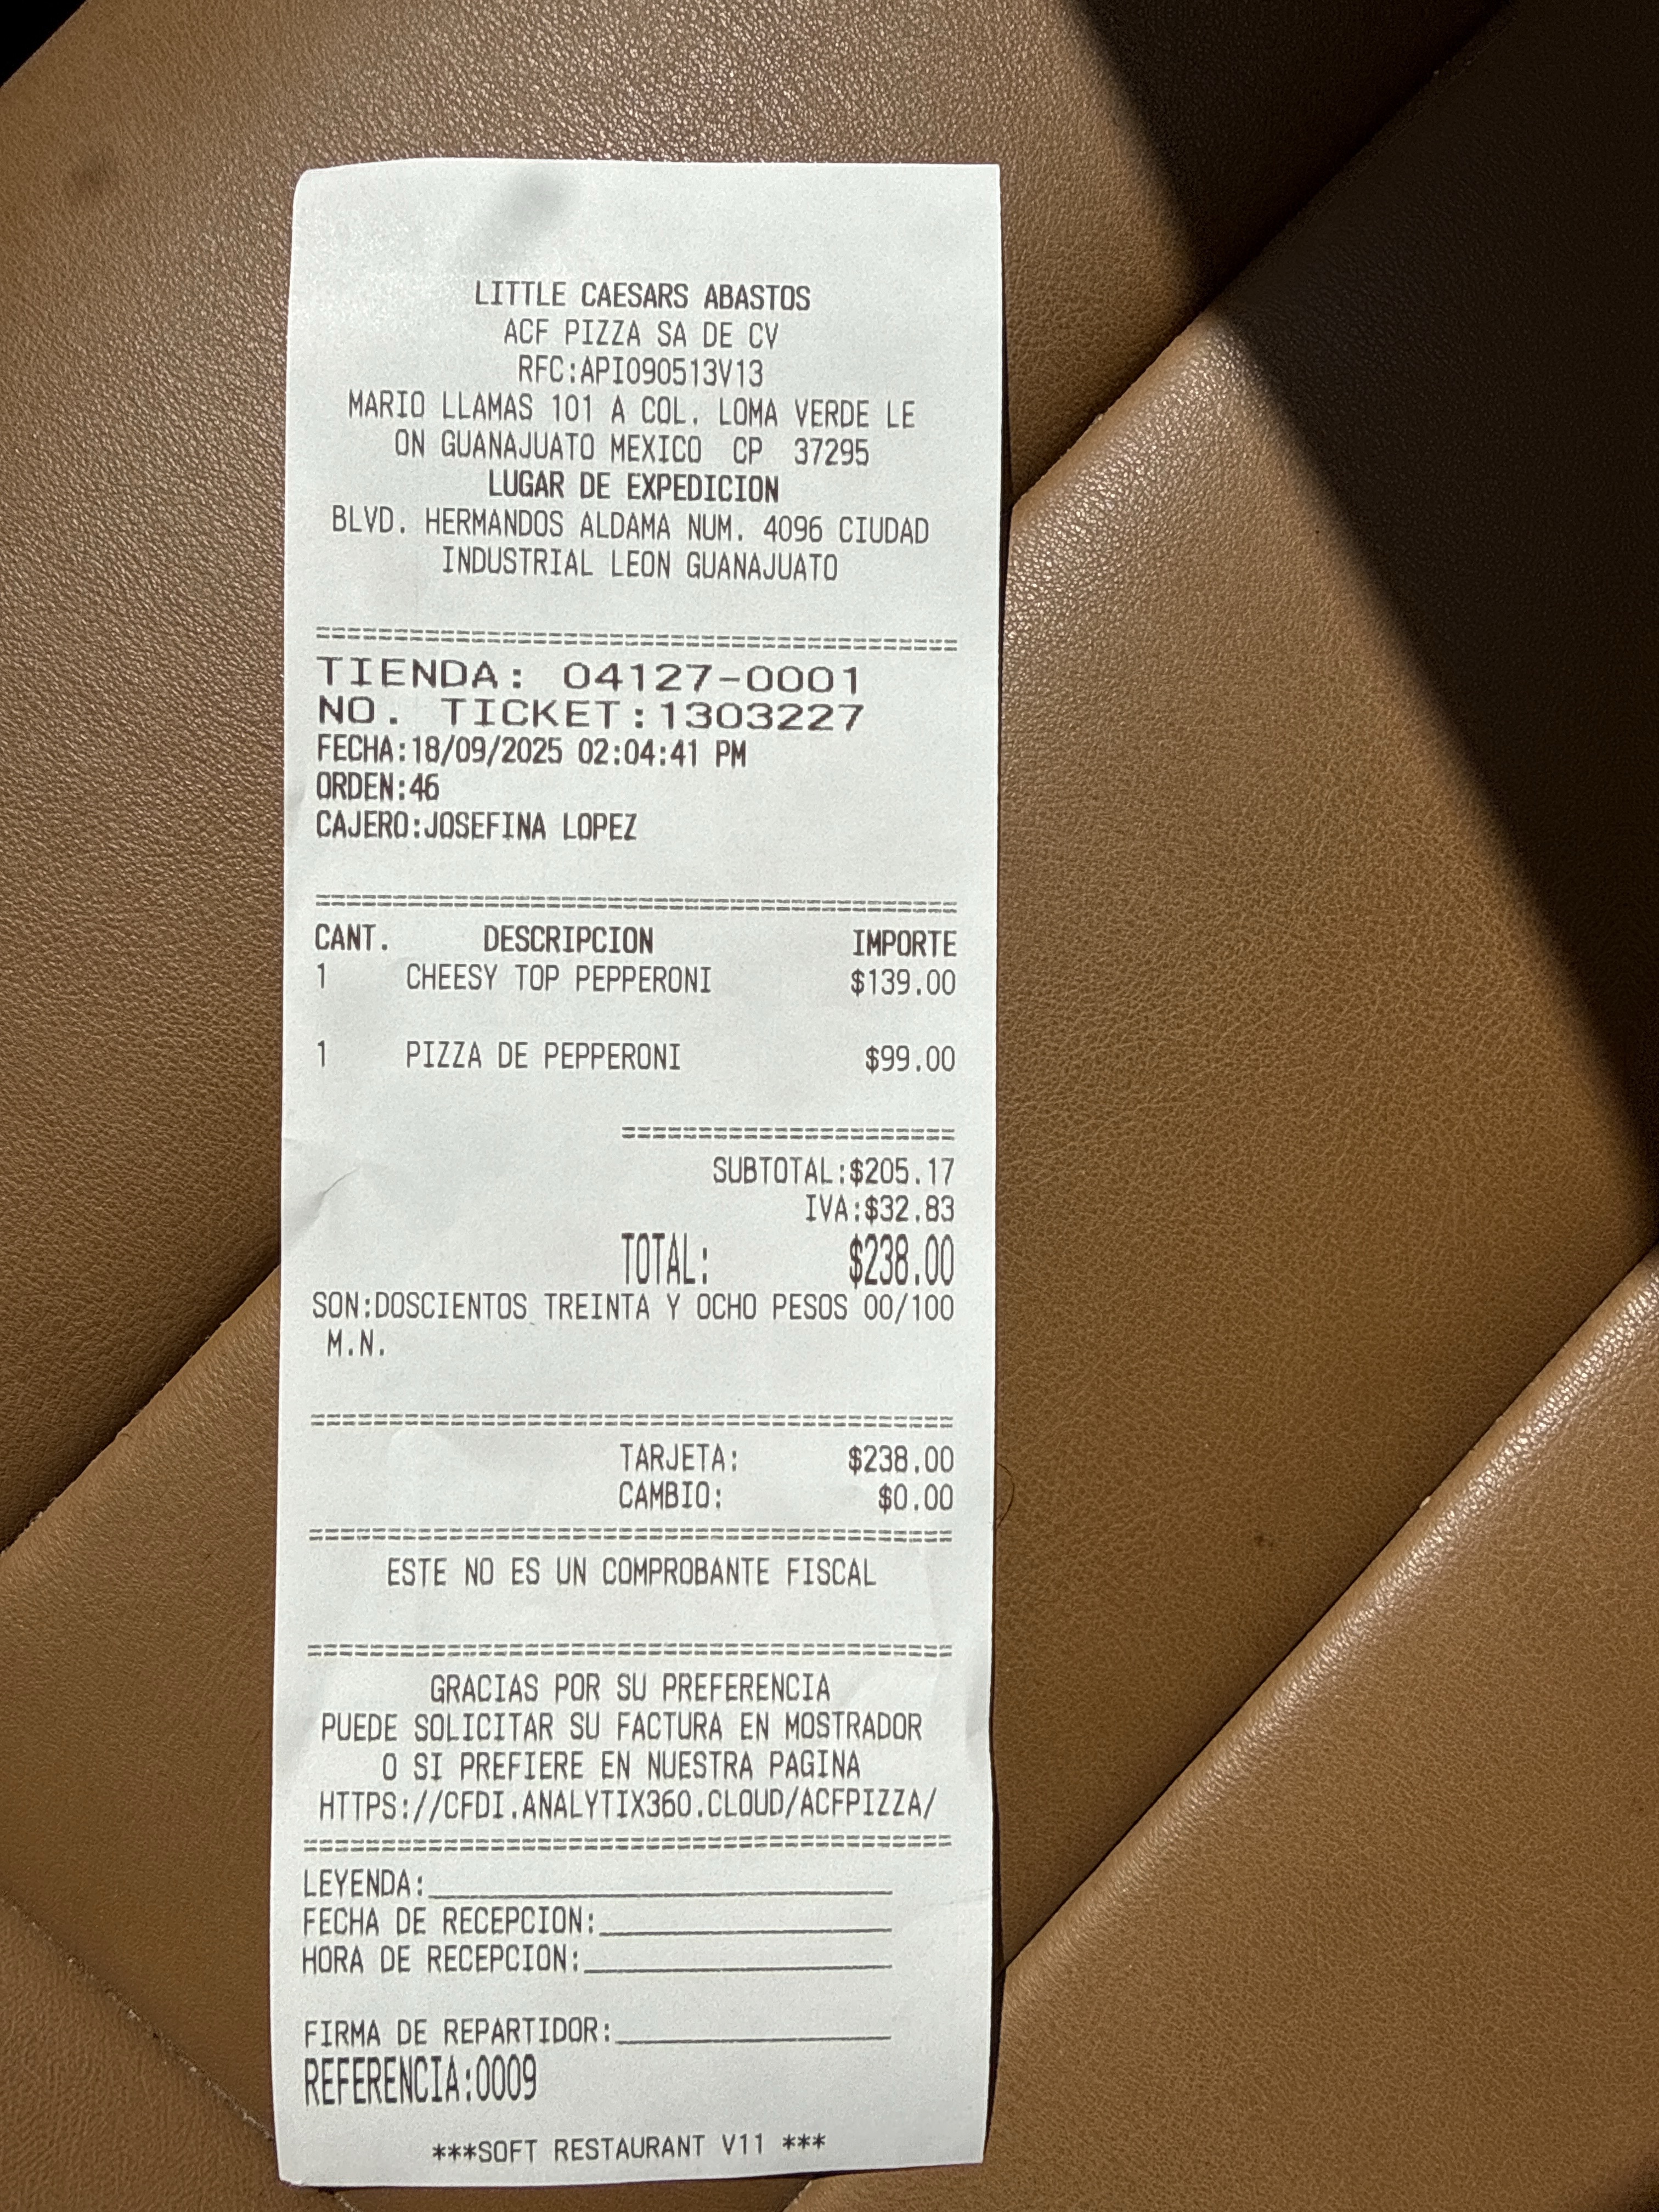 LITTLE CAESARS ABASTOS
ACF PIZZA SA DE CV
RFC:API090513V13
MARIO LLAMAS 101 A COL. LOMA VERDE LE
ON GUANAJUATO MEXICO CP 37295
LUGAR DE EXPEDICION
BLVD. HERMANDOS ALDAMA NUM. 4096 CIUDAD
INDUSTRIAL LEON GUANAJUATO
=========================================
TIENDA: 04127-0001
NO. TICKET:1303227
FECHA:18/09/2025 02:04:41 PM
ORDEN:46
CAJERO:JOSEFINA LOPEZ
=========================================
CANT. DESCRIPCION IMPORTE
1 CHEESY TOP PEPPERONI $139.00
1 PIZZA DE PEPPERONI $99.00
=====================
SUBTOTAL:$205.17
IVA:$32.83
TOTAL: $238.00
SON:DOSCIENTOS TREINTA Y OCHO PESOS 00/100
M.N.
=========================================
TARJETA: $238.00
CAMBIO: $0.00
=========================================
ESTE NO ES UN COMPROBANTE FISCAL
=========================================
GRACIAS POR SU PREFERENCIA
PUEDE SOLICITAR SU FACTURA EN MOSTRADOR
O SI PREFIERE EN NUESTRA PAGINA
HTTPS://CFDI.ANALYTIX360.CLOUD/ACFPIZZA/
=========================================
LEYENDA:______________________________
FECHA DE RECEPCION:___________________
HORA DE RECEPCION:____________________
FIRMA DE REPARTIDOR:__________________
REFERENCIA:0009
***SOFT RESTAURANT V11 ***